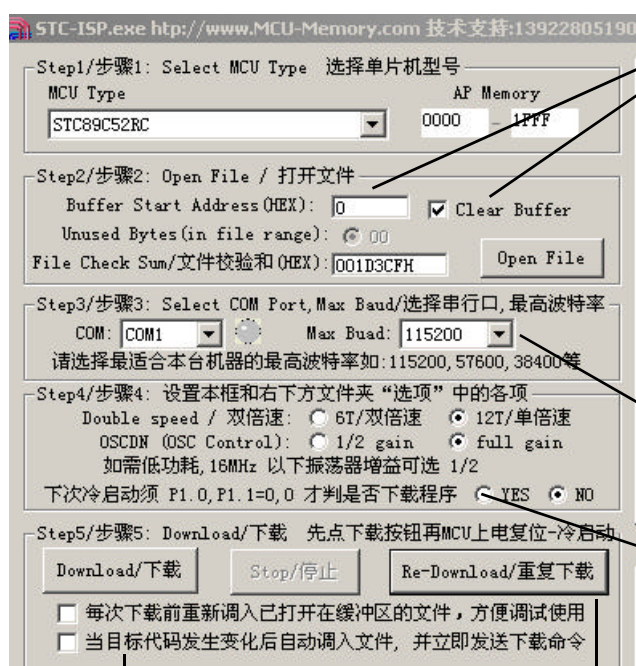 STC-ISP.exe htp://www.MCU-Memory.com 技术支持:13922805190
Step1/步骤1: Select MCU Type 选择单片机型号
MCU Type AP Memory
STC89C52RC 0000 - 1FFF
Step2/步骤2: Open File / 打开文件
Buffer Start Address(HEX): 0 Clear Buffer
Unused Bytes(in file range): 00
File Check Sum/文件校验和(HEX): 001D3CFH Open File
Step3/步骤3: Select COM Port,Max Baud/选择串行口,最高波特率
COM: COM1 Max Buad: 115200
请选择最适合本台机器的最高波特率如:115200,57600,38400等
Step4/步骤4: 设置本框和右下方文件夹“选项”中的各项
Double speed / 双倍速: 6T/双倍速 12T/单倍速
OSCDN (OSC Control): 1/2 gain full gain
如需低功耗,16MHz 以下振荡器增益可选 1/2
下次冷启动须 P1.0,P1.1=0,0 才判是否下载程序 YES NO
Step5/步骤5: Download/下载 先点下载按钮再MCU上电复位-冷启动
Download/下载 Stop/停止 Re-Download/重复下载
每次下载前重新调入已打开在缓冲区的文件,方便调试使用
当目标代码发生变化后自动调入文件, 并立即发送下载命令